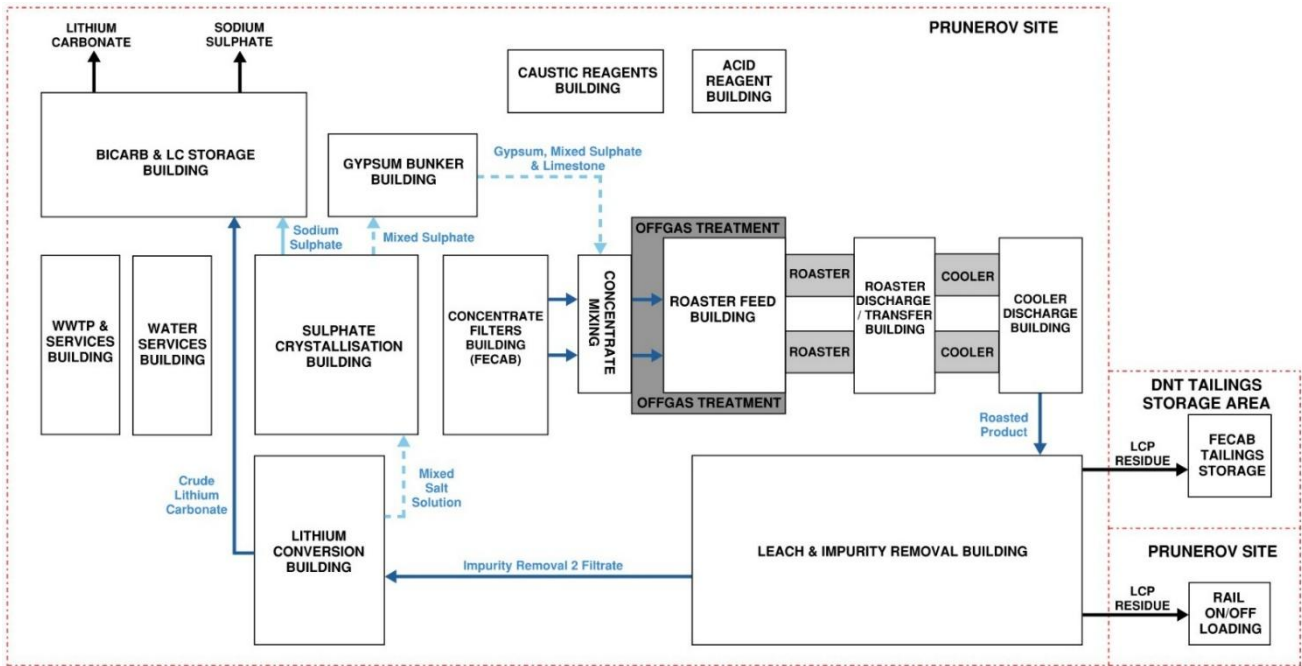 LITHIUM
CARBONATE
SODIUM
SULPHATE
PRUNEROV SITE
CAUSTIC REAGENTS
BUILDING
ACID
REAGENT
BUILDING
BICARB & LC STORAGE
BUILDING
GYPSUM BUNKER
BUILDING
Gypsum, Mixed Sulphate
& Limestone
Sodium
Sulphate
Mixed Sulphate
OFFGAS TREATMENT
WWTP &
SERVICES
BUILDING
WATER
SERVICES
BUILDING
SULPHATE
CRYSTALLISATION
BUILDING
CONCENTRATE
FILTERS
BUILDING
(FECAB)
CONCENTRATE
MIXING
ROASTER FEED
BUILDING
ROASTER
ROASTER
ROASTER
DISCHARGE
/ TRANSFER
BUILDING
COOLER
COOLER
COOLER
DISCHARGE
BUILDING
OFFGAS TREATMENT
Roasted
Product
DNT TAILINGS
STORAGE AREA
LCP
RESIDUE
FECAB
TAILINGS
STORAGE
Crude
Lithium
Carbonate
Mixed
Salt
Solution
LITHIUM
CONVERSION
BUILDING
Impurity Removal 2 Filtrate
LEACH & IMPURITY REMOVAL BUILDING
PRUNEROV SITE
LCP
RESIDUE
RAIL
ON/OFF
LOADING